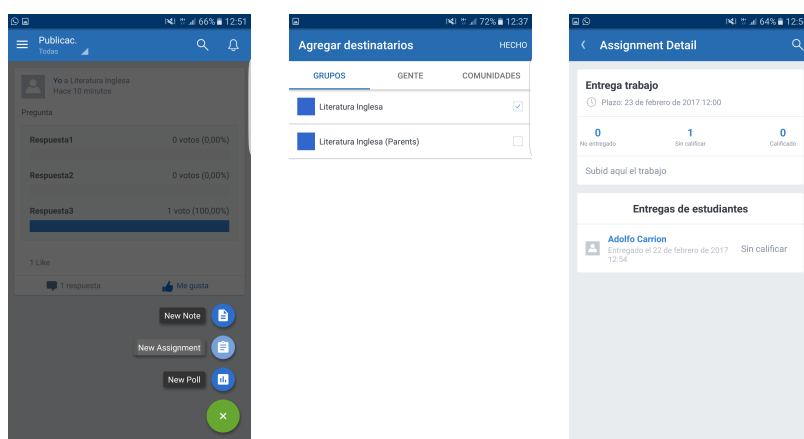 66% 12:51
Publicac.
Todas
Yo a Literatura Inglesa
Hace 10 minutos
Pregunta
Respuesta1 0 votos (0,00%)
Respuesta2 0 votos (0,00%)
Respuesta3 1 voto (100,00%)
1 Like
1 respuesta Me gusta
New Note
New Assignment
New Poll
72% 12:37
Agregar destinatarios HECHO
GRUPOS GENTE COMUNIDADES
Literatura Inglesa
Literatura Inglesa (Parents)
64% 12:5
Assignment Detail
Entrega trabajo
Plazo: 23 de febrero de 2017 12:00
0 1 0
No entregado Sin calificar Calificado
Subid aquí el trabajo
Entregas de estudiantes
Adolfo Carrion
Entregado el 22 de febrero de 2017 Sin calificar
12:54